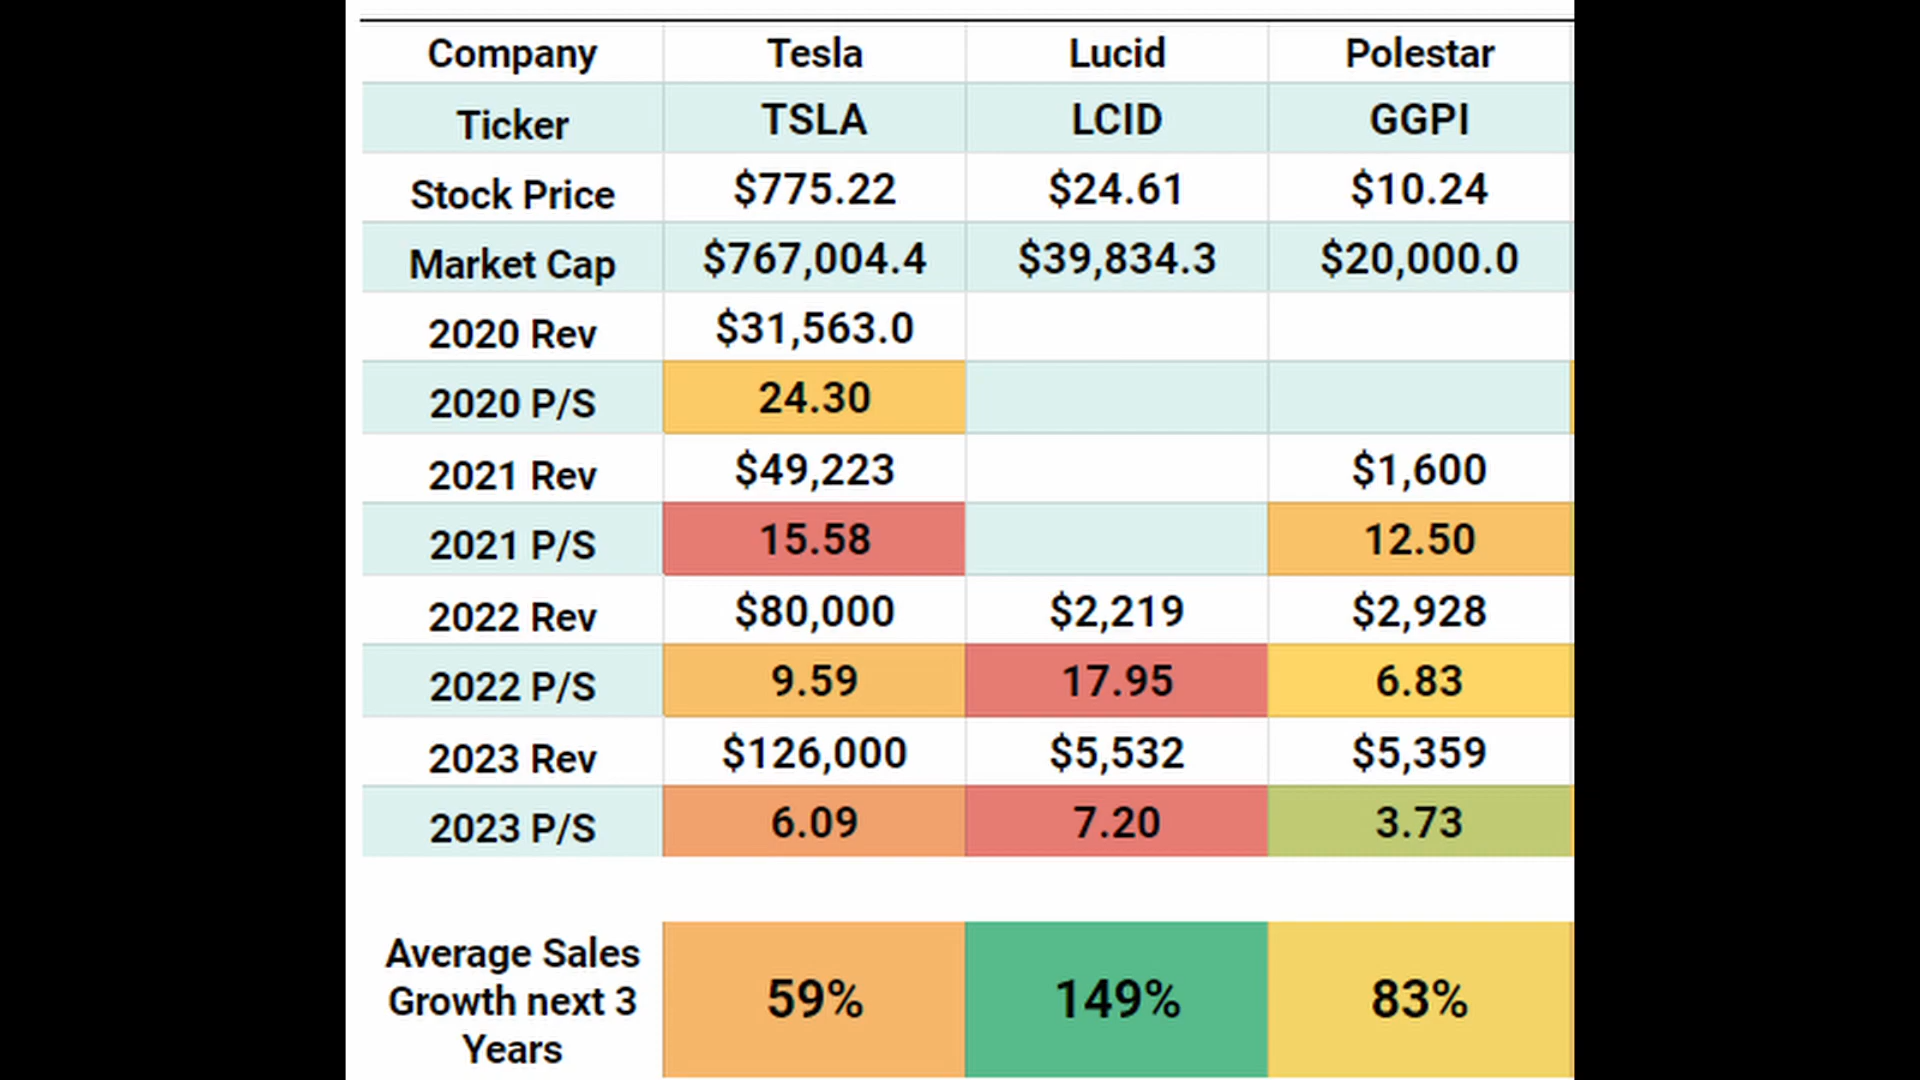 Company Tesla Lucid Polestar
Ticker TSLA LCID GGPI
Stock Price $775.22 $24.61 $10.24
Market Cap $767,004.4 $39,834.3 $20,000.0
2020 Rev $31,563.0
2020 P/S 24.30
2021 Rev $49,223 $1,600
2021 P/S 15.58 12.50
2022 Rev $80,000 $2,219 $2,928
2022 P/S 9.59 17.95 6.83
2023 Rev $126,000 $5,532 $5,359
2023 P/S 6.09 7.20 3.73
Average Sales
Growth next 3
Years
59% 149% 83%